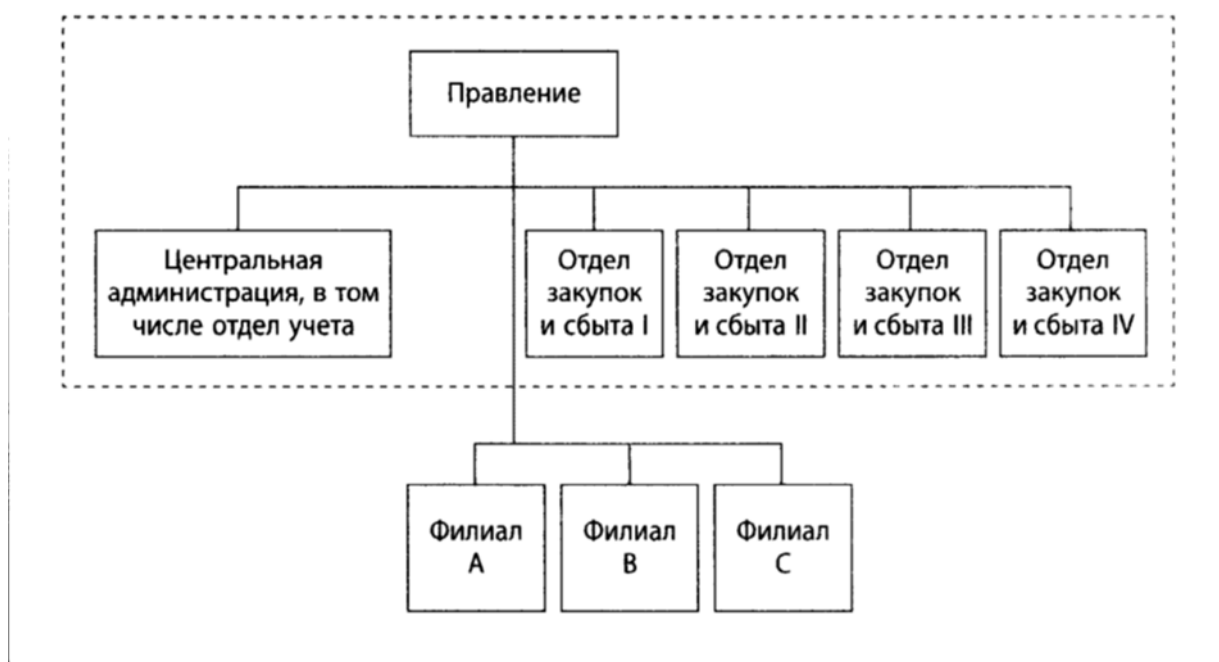 Правление
Центральная
администрация, в том
числе отдел учета
Отдел
закупок
и сбыта I
Отдел
закупок
и сбыта II
Отдел
закупок
и сбыта III
Отдел
закупок
и сбыта IV
Филиал
А
Филиал
В
Филиал
С